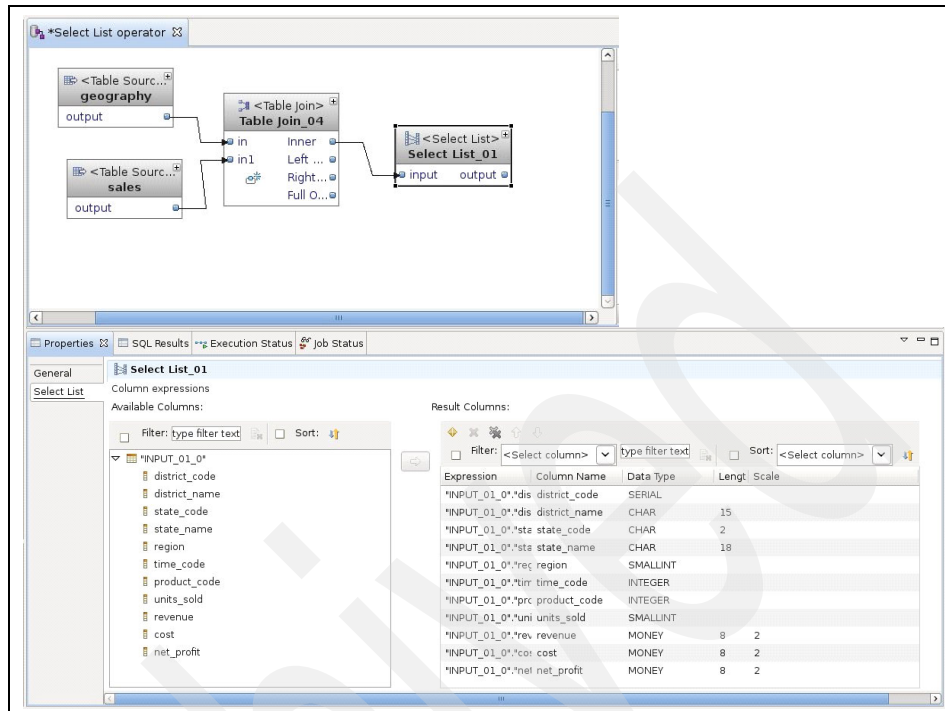 *Select List operator
<Table Sourc...
geography
output
<Table Sourc...
sales
output
<Table Join>
Table Join_04
in Inner
in1 Left ...
Right...
Full O...
<Select List>
Select List_01
input output
Properties SQL Results Execution Status Job Status
General
Select List
Select List_01
Column expressions
Available Columns:
Filter: type filter text Sort:
"INPUT_01_0"
district_code
district_name
state_code
state_name
region
time_code
product_code
units_sold
revenue
cost
net_profit
Result Columns:
Filter: <Select column> type filter text Sort: <Select column>
Expression Column Name Data Type Lengt Scale
"INPUT_01_0"."dis district_code SERIAL
"INPUT_01_0"."dis district_name CHAR 15
"INPUT_01_0"."sta state_code CHAR 2
"INPUT_01_0"."sta state_name CHAR 18
"INPUT_01_0"."reg region SMALLINT
"INPUT_01_0"."tim time_code INTEGER
"INPUT_01_0"."prc product_code INTEGER
"INPUT_01_0"."uni units_sold SMALLINT
"INPUT_01_0"."rev revenue MONEY 8 2
"INPUT_01_0"."cos cost MONEY 8 2
"INPUT_01_0"."net net_profit MONEY 8 2